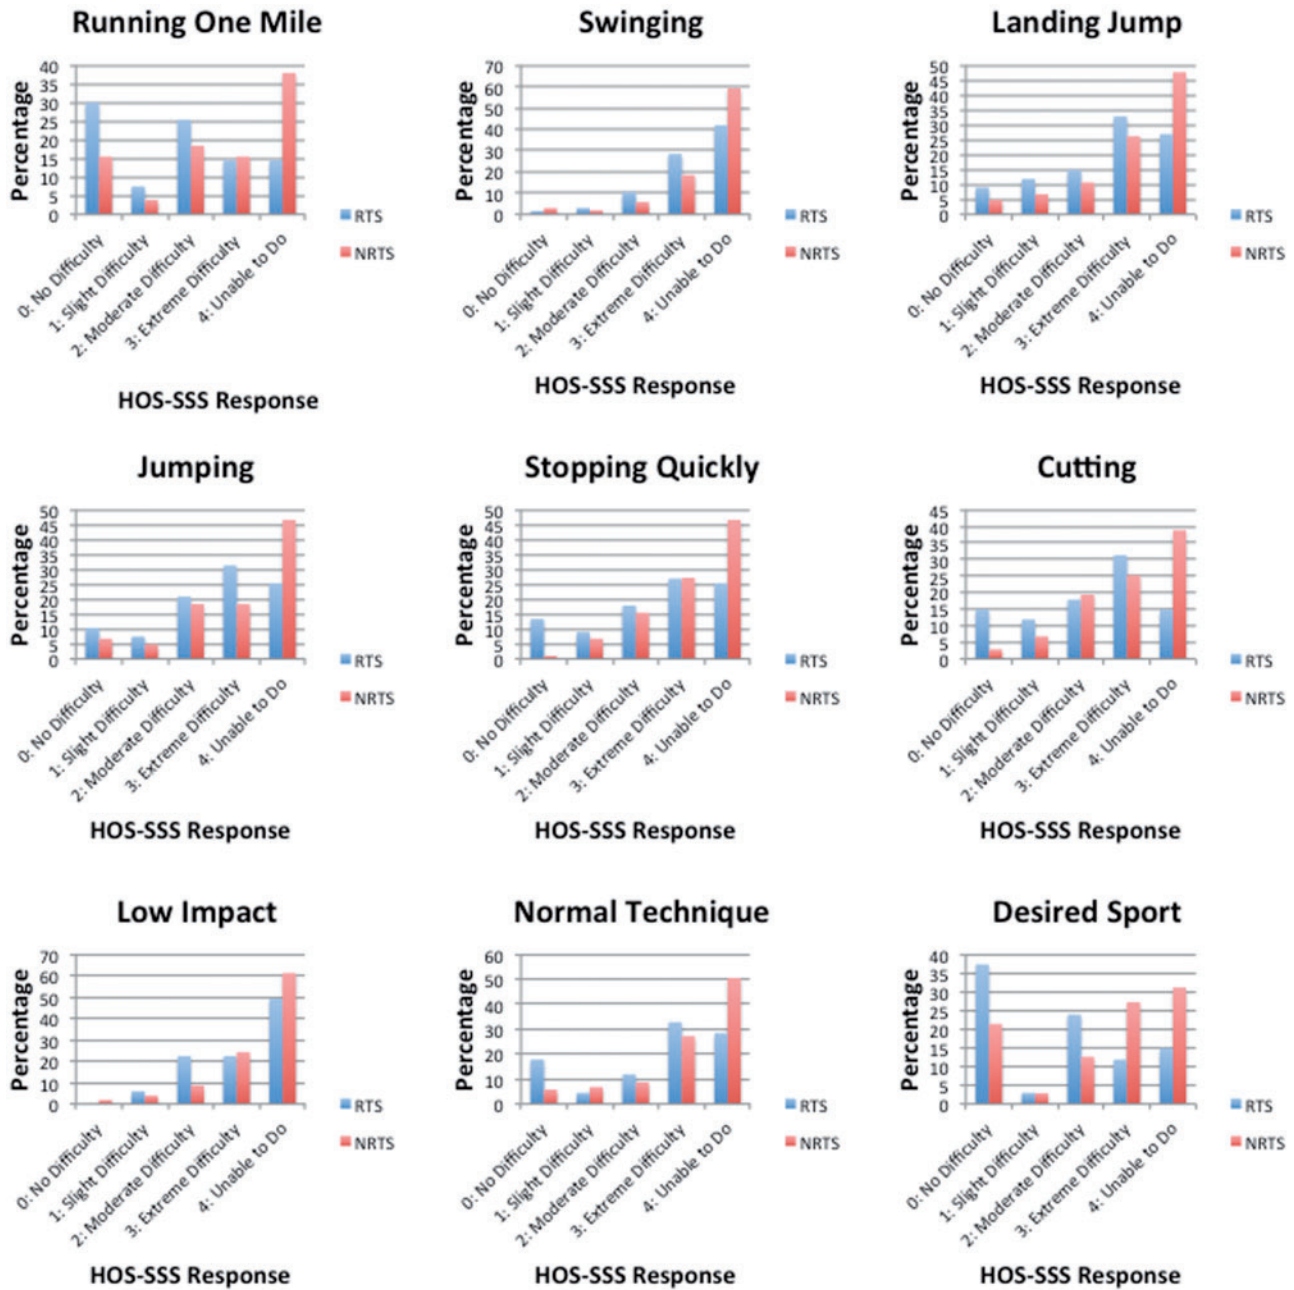 Running One Mile
Percentage
40
35
30
25
20
15
10
5
0
RTS
NRTS
0: No Difficulty
1: Slight Difficulty
2: Moderate Difficulty
3: Extreme Difficulty
4: Unable to Do
HOS-SSS Response
Swinging
Percentage
70
60
50
40
30
20
10
0
RTS
NRTS
0: No Difficulty
1: Slight Difficulty
2: Moderate Difficulty
3: Extreme Difficulty
4: Unable to Do
HOS-SSS Response
Landing Jump
Percentage
50
45
40
35
30
25
20
15
10
5
0
RTS
NRTS
0: No Difficulty
1: Slight Difficulty
2: Moderate Difficulty
3: Extreme Difficulty
4: Unable to Do
HOS-SSS Response
Jumping
Percentage
50
45
40
35
30
25
20
15
10
5
0
RTS
NRTS
0: No Difficulty
1: Slight Difficulty
2: Moderate Difficulty
3: Extreme Difficulty
4: Unable to Do
HOS-SSS Response
Stopping Quickly
Percentage
50
45
40
35
30
25
20
15
10
5
0
RTS
NRTS
0: No Difficulty
1: Slight Difficulty
2: Moderate Difficulty
3: Extreme Difficulty
4: Unable to Do
HOS-SSS Response
Cutting
Percentage
45
40
35
30
25
20
15
10
5
0
RTS
NRTS
0: No Difficulty
1: Slight Difficulty
2: Moderate Difficulty
3: Extreme Difficulty
4: Unable to Do
HOS-SSS Response
Low Impact
Percentage
70
60
50
40
30
20
10
0
RTS
NRTS
0: No Difficulty
1: Slight Difficulty
2: Moderate Difficulty
3: Extreme Difficulty
4: Unable to Do
HOS-SSS Response
Normal Technique
Percentage
60
50
40
30
20
10
0
RTS
NRTS
0: No Difficulty
1: Slight Difficulty
2: Moderate Difficulty
3: Extreme Difficulty
4: Unable to Do
HOS-SSS Response
Desired Sport
Percentage
40
35
30
25
20
15
10
5
0
RTS
NRTS
0: No Difficulty
1: Slight Difficulty
2: Moderate Difficulty
3: Extreme Difficulty
4: Unable to Do
HOS-SSS Response